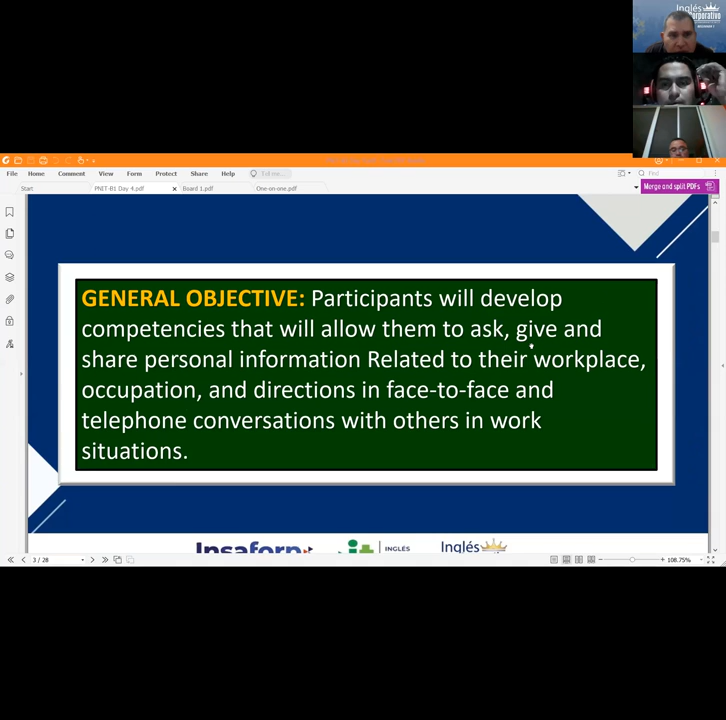 Inglés
Corporativo
File Home Comment View Form Protect Share Help Tell me... Find
Start PNIT-B1 Day 4.pdf Board 1.pdf One-on-one.pdf Merge and split PDFs
GENERAL OBJECTIVE: Participants will develop
competencies that will allow them to ask, give and
share personal information Related to their workplace,
occupation, and directions in face-to-face and
telephone conversations with others in work
situations.
Insaforp INGLÉS Inglés
3 / 28 108.75%